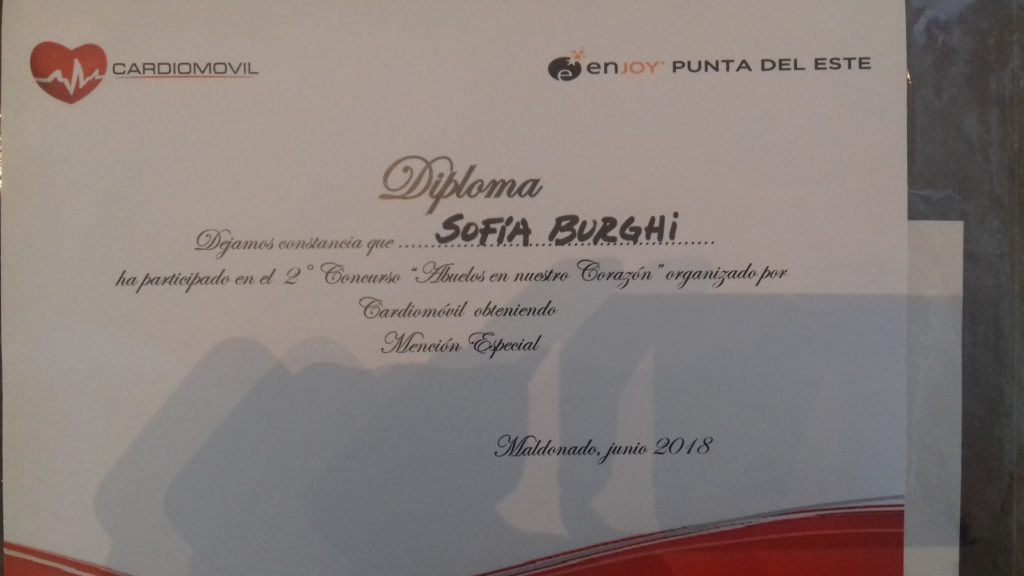 CARDIOMOVIL
enJOY PUNTA DEL ESTE
Diploma
Dejamos constancia que ...... SOFÍA BURGHI ......
ha participado en el 2° Concurso "Abuelos en nuestro Corazón" organizado por
Cardiomóvil obteniendo
Mención Especial
Maldonado, junio 2018